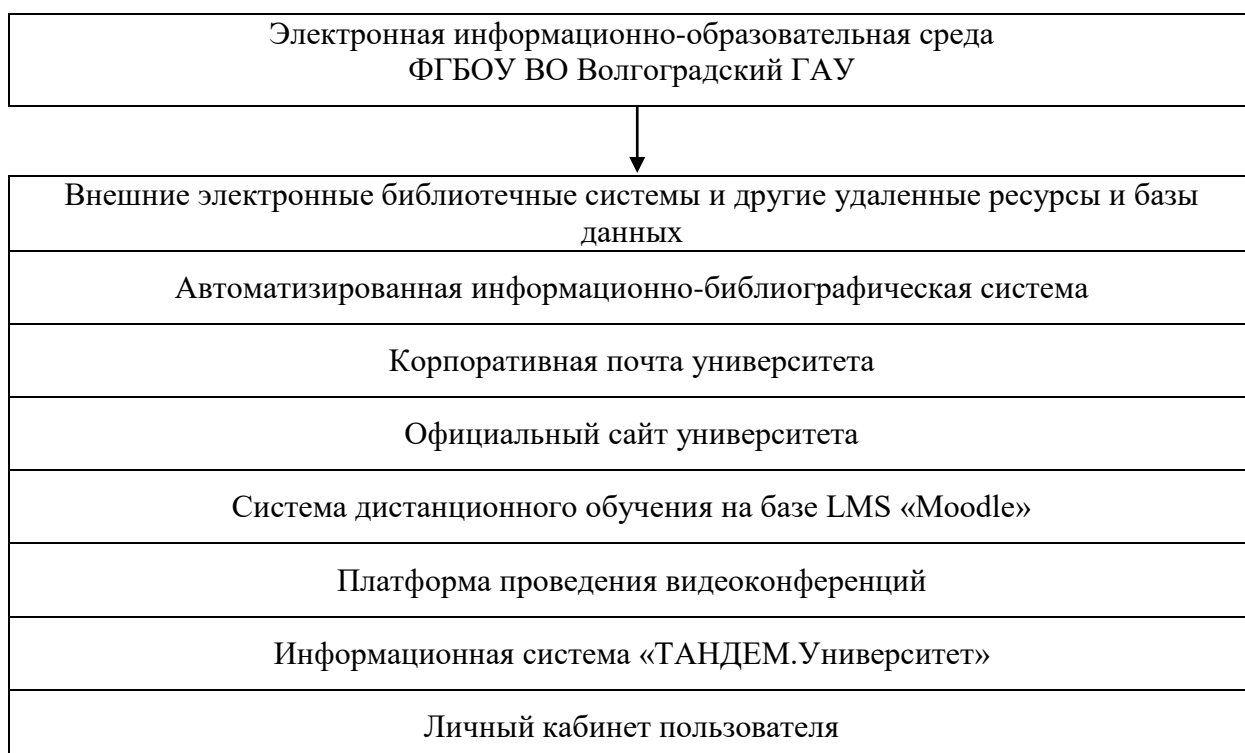 Электронная информационно-образовательная среда
ФГБОУ ВО Волгоградский ГАУ
Внешние электронные библиотечные системы и другие удаленные ресурсы и базы
данных
Автоматизированная информационно-библиографическая система
Корпоративная почта университета
Официальный сайт университета
Система дистанционного обучения на базе LMS «Moodle»
Платформа проведения видеоконференций
Информационная система «ТАНДЕМ.Университет»
Личный кабинет пользователя